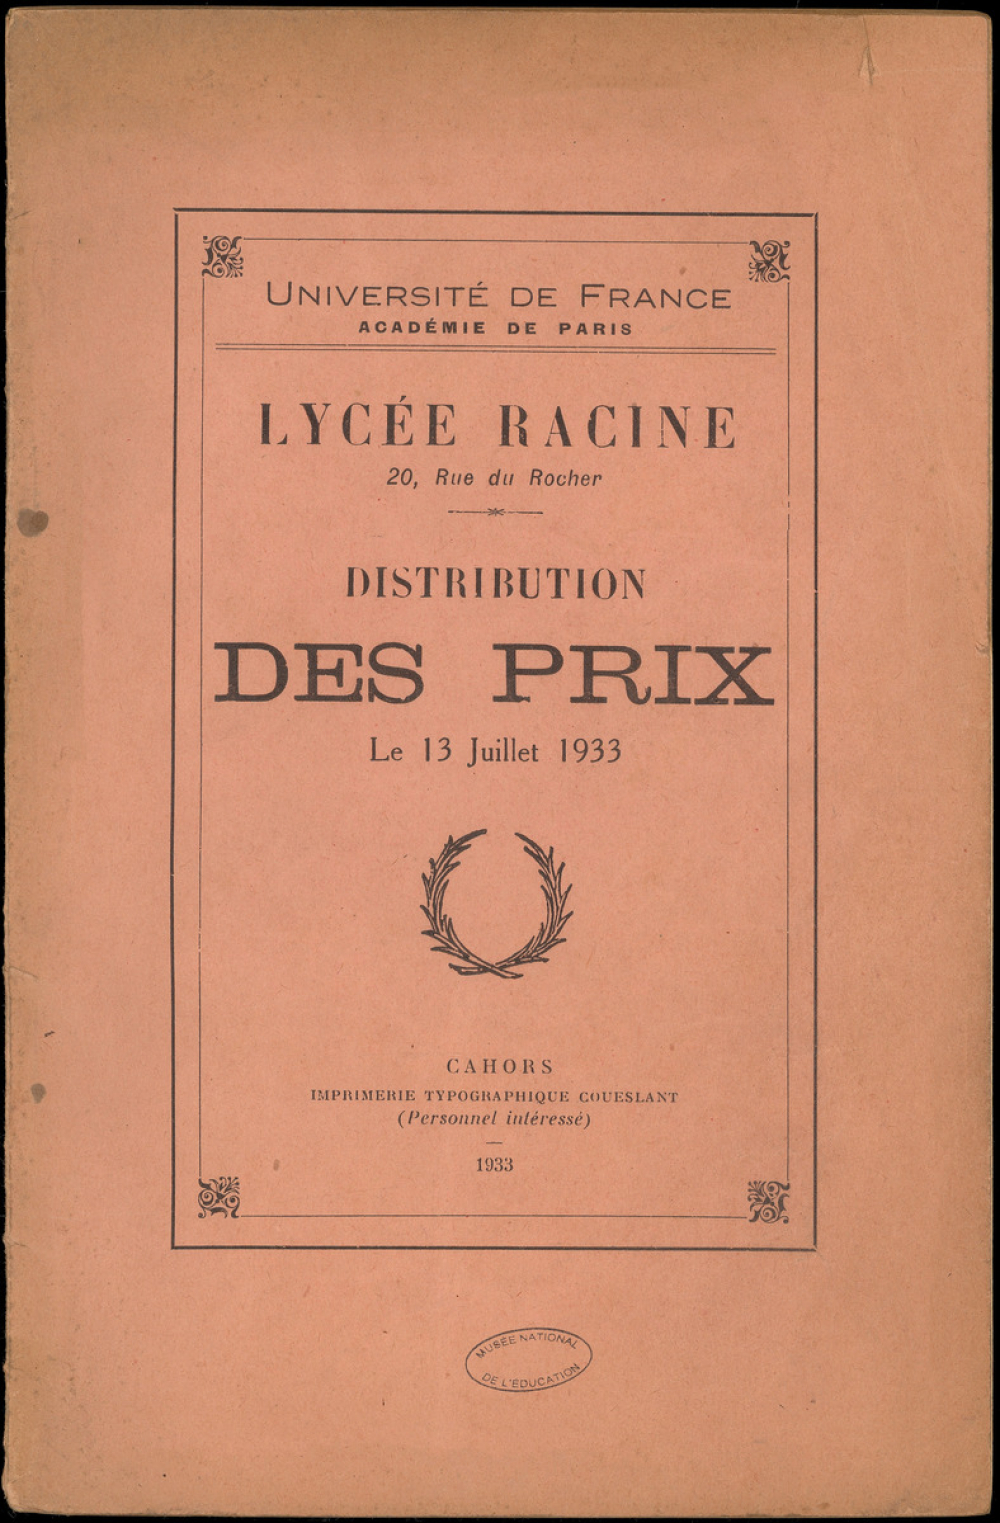 UNIVERSITÉ DE FRANCE
ACADÉMIE DE PARIS
LYCÉE RACINE
20, Rue du Rocher
DISTRIBUTION
DES PRIX
Le 13 Juillet 1933
CAHORS
IMPRIMERIE TYPOGRAPHIQUE COUESLANT
(Personnel intéressé)
1933
MUSÉE NATIONAL
DE L'ÉDUCATION